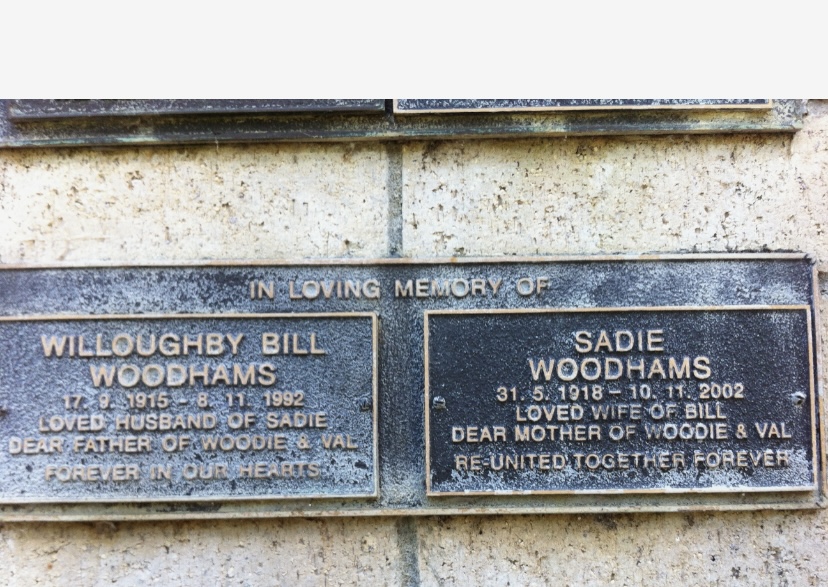 IN LOVING MEMORY OF
WILLOUGHBY BILL
WOODHAMS
17. 9. 1915 – 8. 11. 1992
LOVED HUSBAND OF SADIE
DEAR FATHER OF WOODIE & VAL
FOREVER IN OUR HEARTS
SADIE
WOODHAMS
31. 5. 1918 – 10. 11. 2002
LOVED WIFE OF BILL
DEAR MOTHER OF WOODIE & VAL
RE-UNITED TOGETHER FOREVER